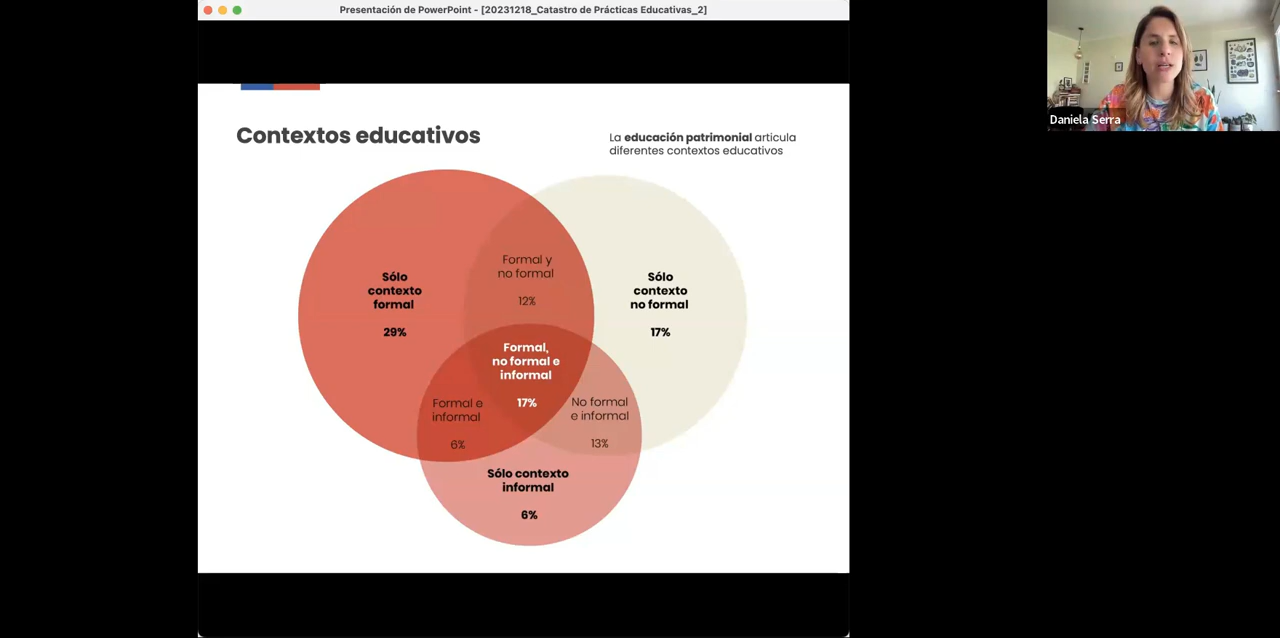 Presentación de PowerPoint - [20231218_Catastro de Prácticas Educativas_2]
Daniela Serra
Contextos educativos
La educación patrimonial articula
diferentes contextos educativos
Sólo
contexto
formal
29%
Formal y
no formal
12%
Sólo
contexto
no formal
17%
Formal,
no formal e
informal
17%
Formal e
informal
6%
No formal
e informal
13%
Sólo contexto
informal
6%